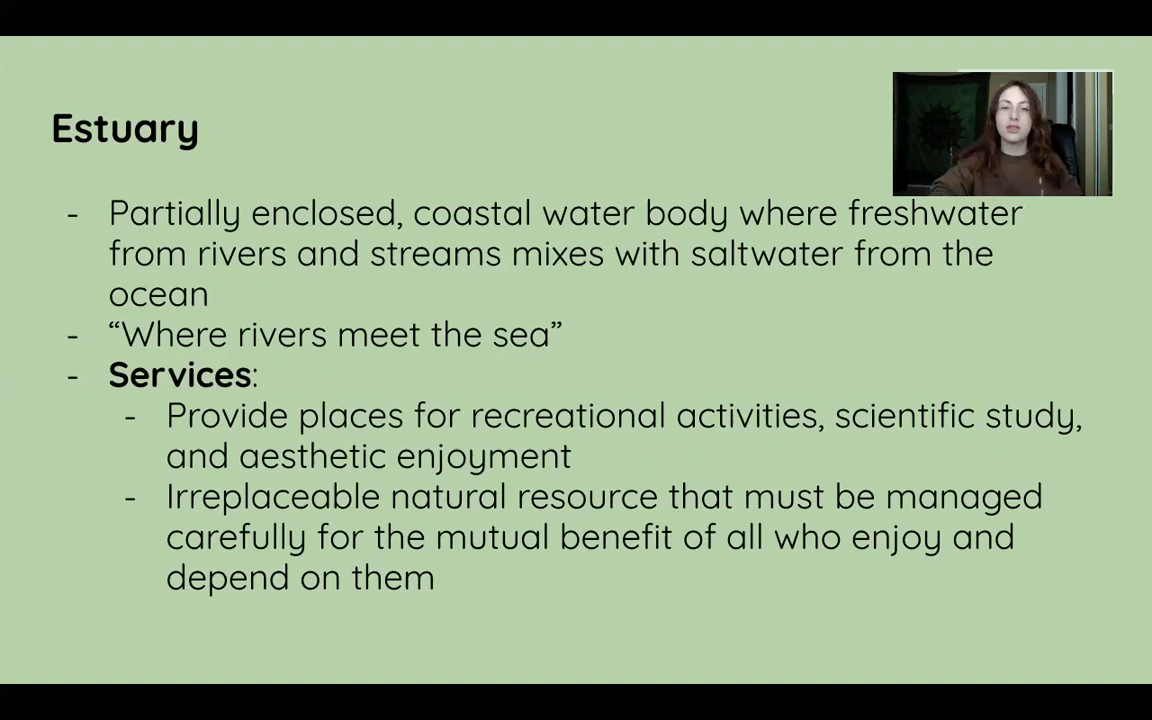 Estuary
- Partially enclosed, coastal water body where freshwater
from rivers and streams mixes with saltwater from the
ocean
- “Where rivers meet the sea”
- Services:
- Provide places for recreational activities, scientific study,
and aesthetic enjoyment
- Irreplaceable natural resource that must be managed
carefully for the mutual benefit of all who enjoy and
depend on them